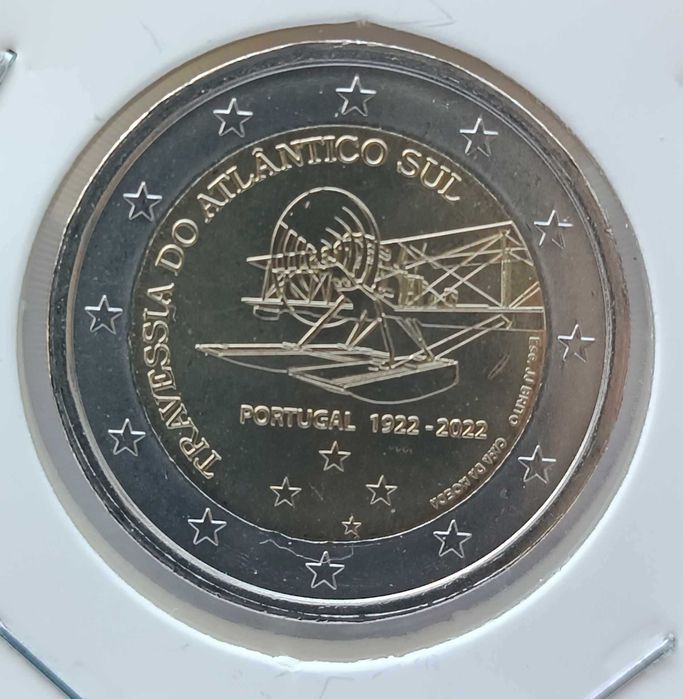 TRAVESSIA DO ATLÂNTICO SUL
PORTUGAL 1922-2022
Esc. JJ BRITO
CASA DA MOEDA